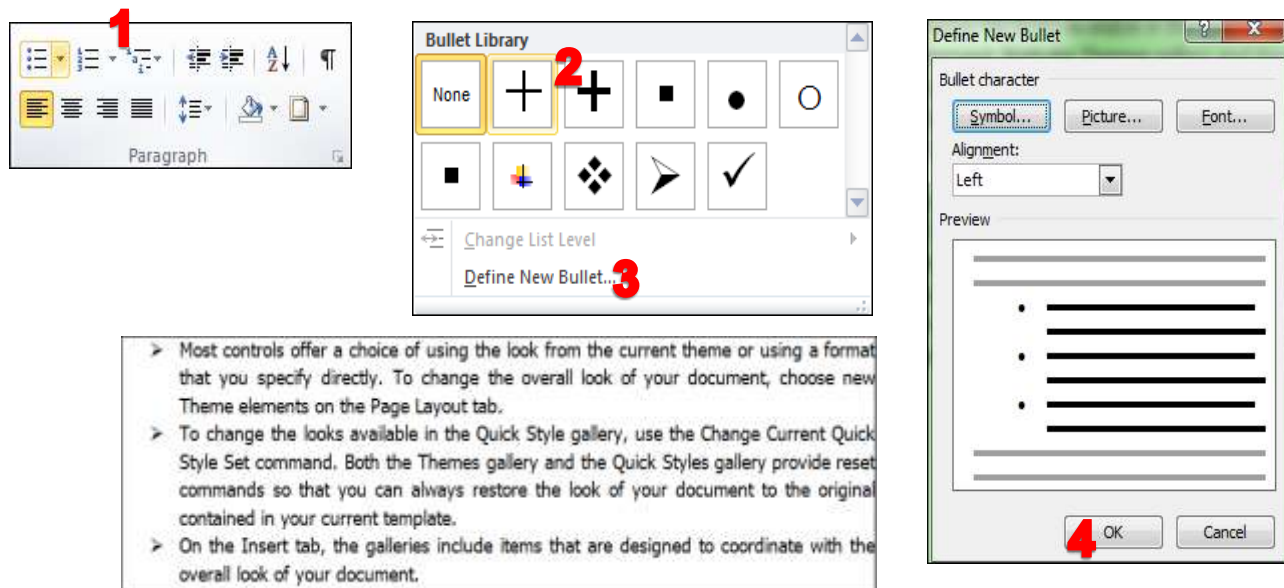 1
Paragraph
Bullet Library
2
None
Change List Level
Define New Bullet...
3
Define New Bullet
Bullet character
Symbol...
Picture...
Font...
Alignment:
Left
Preview
4
OK
Cancel
➢ Most controls offer a choice of using the look from the current theme or using a format
that you specify directly. To change the overall look of your document, choose new
Theme elements on the Page Layout tab.
➢ To change the looks available in the Quick Style gallery, use the Change Current Quick
Style Set command. Both the Themes gallery and the Quick Styles gallery provide reset
commands so that you can always restore the look of your document to the original
contained in your current template.
➢ On the Insert tab, the galleries include items that are designed to coordinate with the
overall look of your document.